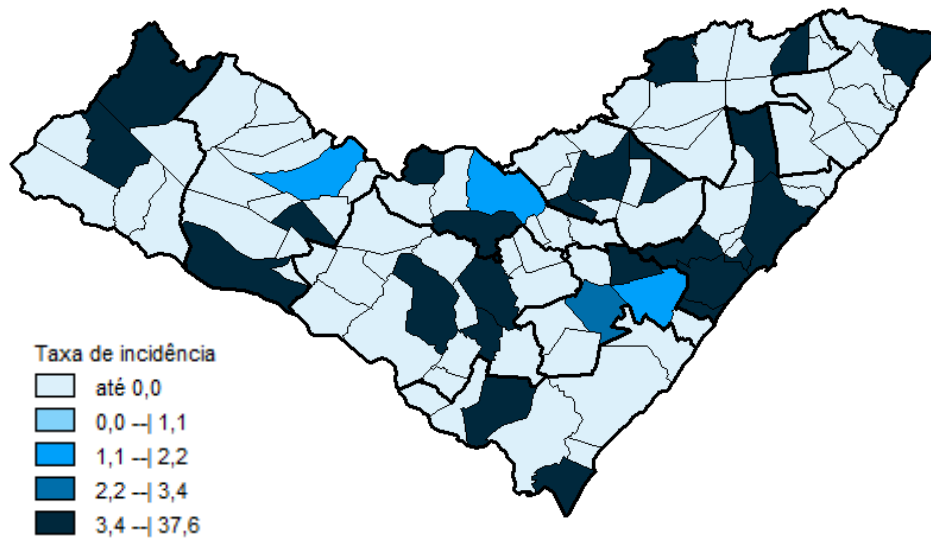 Taxa de incidência
até 0,0
0,0 --| 1,1
1,1 --| 2,2
2,2 --| 3,4
3,4 --| 37,6